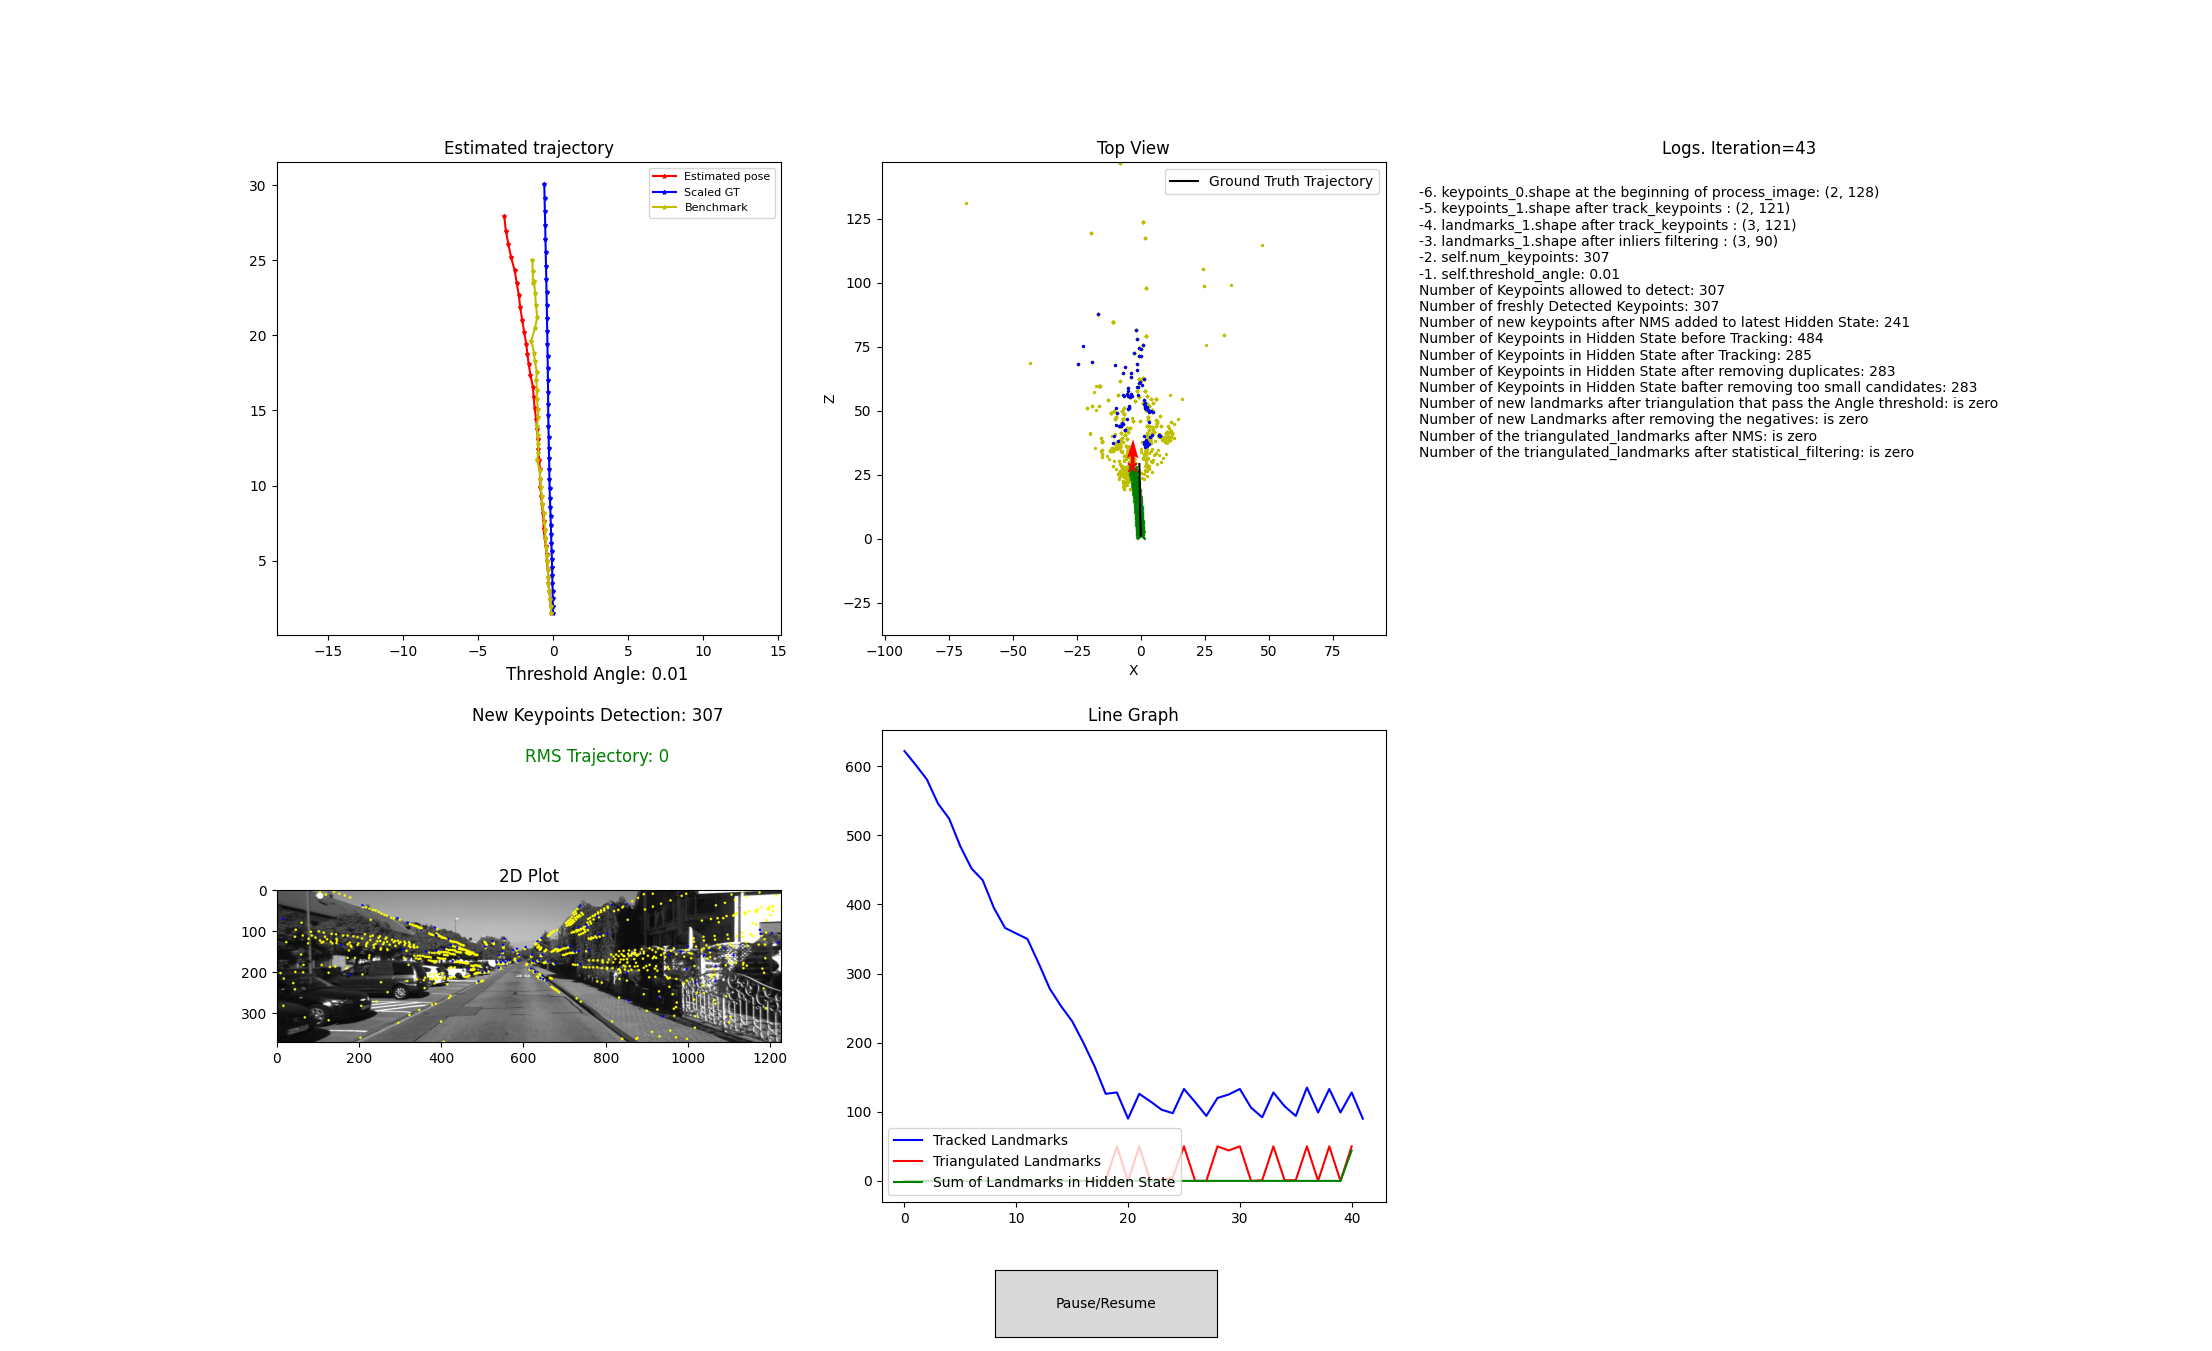 Estimated trajectory
Estimated pose
Scaled GT
Benchmark
30
25
20
15
10
5
−15
−10
−5
0
5
10
15
Threshold Angle: 0.01
New Keypoints Detection: 307
RMS Trajectory: 0
Top View
Ground Truth Trajectory
Z
125
100
75
50
25
0
−25
−100
−75
−50
−25
0
25
50
75
X
Logs. Iteration=43
-6. keypoints_0.shape at the beginning of process_image: (2, 128)
-5. keypoints_1.shape after track_keypoints : (2, 121)
-4. landmarks_1.shape after track_keypoints : (3, 121)
-3. landmarks_1.shape after inliers filtering : (3, 90)
-2. self.num_keypoints: 307
-1. self.threshold_angle: 0.01
Number of Keypoints allowed to detect: 307
Number of freshly Detected Keypoints: 307
Number of new keypoints after NMS added to latest Hidden State: 241
Number of Keypoints in Hidden State before Tracking: 484
Number of Keypoints in Hidden State after Tracking: 285
Number of Keypoints in Hidden State after removing duplicates: 283
Number of Keypoints in Hidden State bafter removing too small candidates: 283
Number of new landmarks after triangulation that pass the Angle threshold: is zero
Number of new Landmarks after removing the negatives: is zero
Number of the triangulated_landmarks after NMS: is zero
Number of the triangulated_landmarks after statistical_filtering: is zero
2D Plot
0
100
200
300
0
200
400
600
800
1000
1200
Line Graph
600
500
400
300
200
100
0
Tracked Landmarks
Triangulated Landmarks
Sum of Landmarks in Hidden State
0
10
20
30
40
Pause/Resume